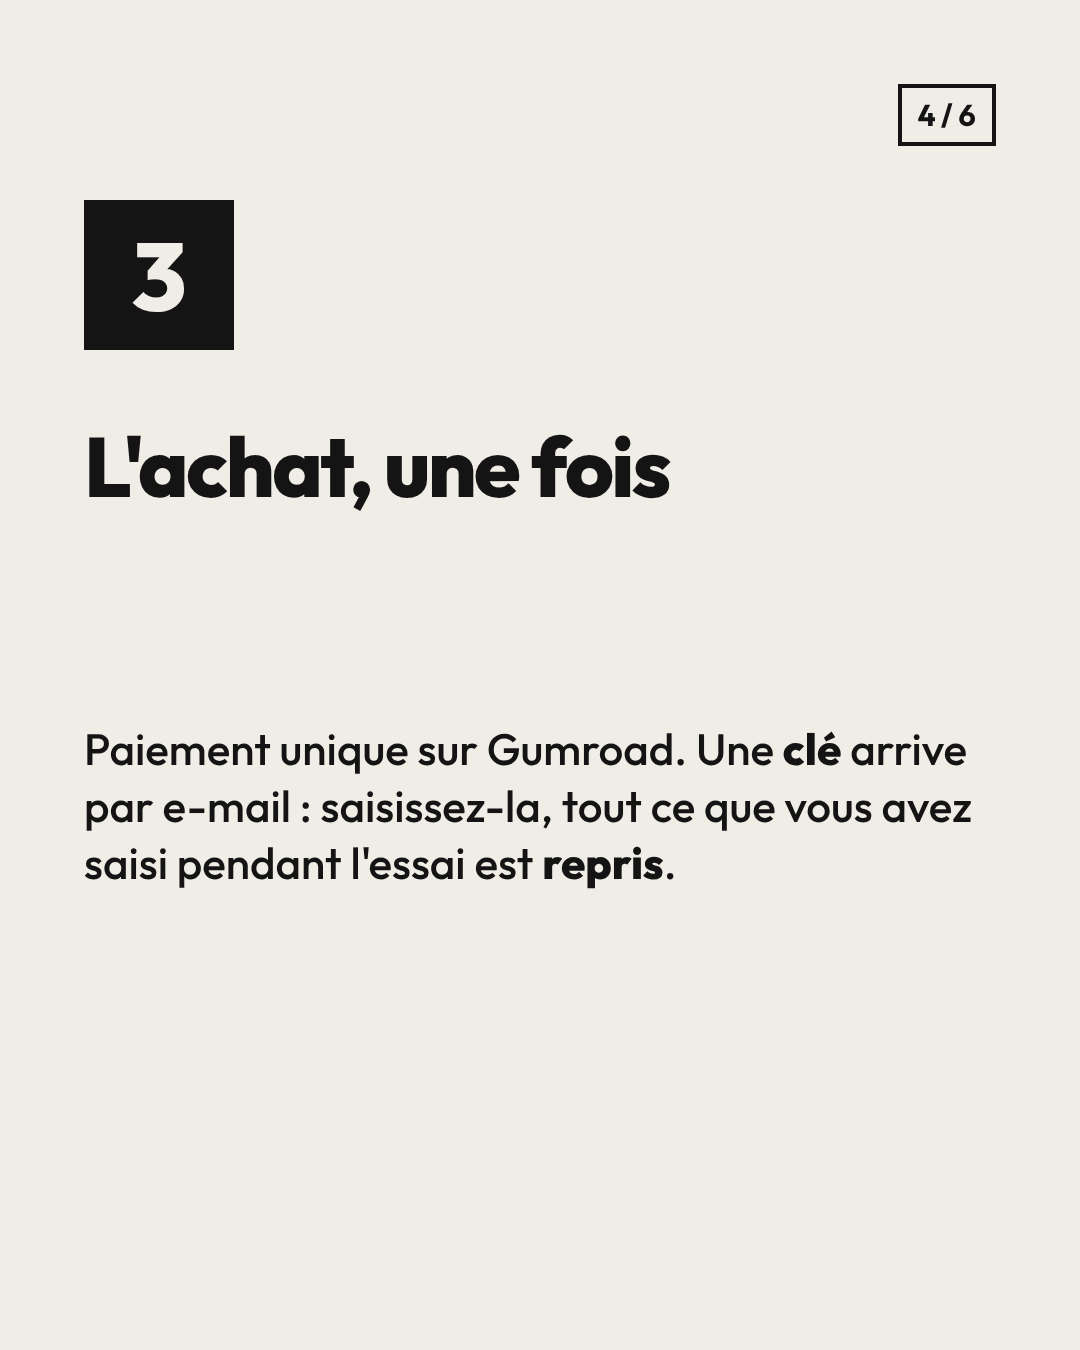 4 / 6
3
L'achat, une fois
Paiement unique sur Gumroad. Une clé arrive
par e-mail : saisissez-la, tout ce que vous avez
saisi pendant l'essai est repris.